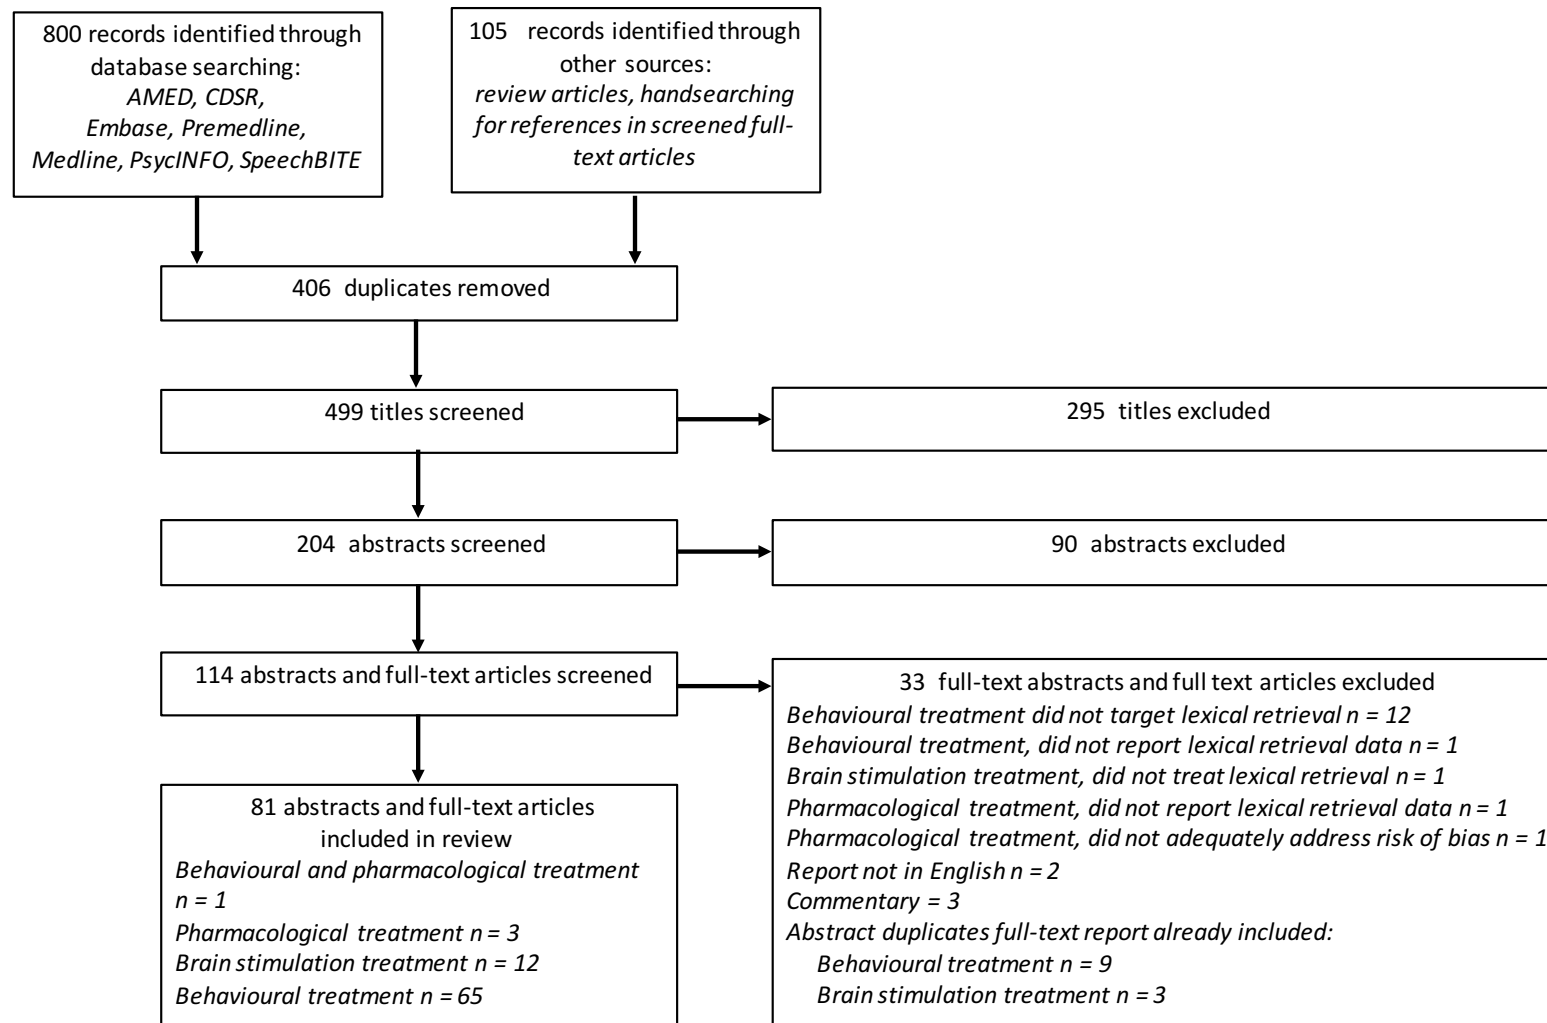 800 records identified through
database searching:
AMED, CDSR,
Embase, Premedline,
Medline, PsycINFO, SpeechBITE
105 records identified through
other sources:
review articles, handsearching
for references in screened full-
text articles
406 duplicates removed
499 titles screened
295 titles excluded
204 abstracts screened
90 abstracts excluded
114 abstracts and full-text articles screened
33 full-text abstracts and full text articles excluded
Behavioural treatment did not target lexical retrieval n = 12
Behavioural treatment, did not report lexical retrieval data n = 1
Brain stimulation treatment, did not treat lexical retrieval n = 1
Pharmacological treatment, did not report lexical retrieval data n = 1
Pharmacological treatment, did not adequately address risk of bias n = 1
Report not in English n = 2
Commentary = 3
Abstract duplicates full-text report already included:
Behavioural treatment n = 9
Brain stimulation treatment n = 3
81 abstracts and full-text articles
included in review
Behavioural and pharmacological treatment
n = 1
Pharmacological treatment n = 3
Brain stimulation treatment n = 12
Behavioural treatment n = 65